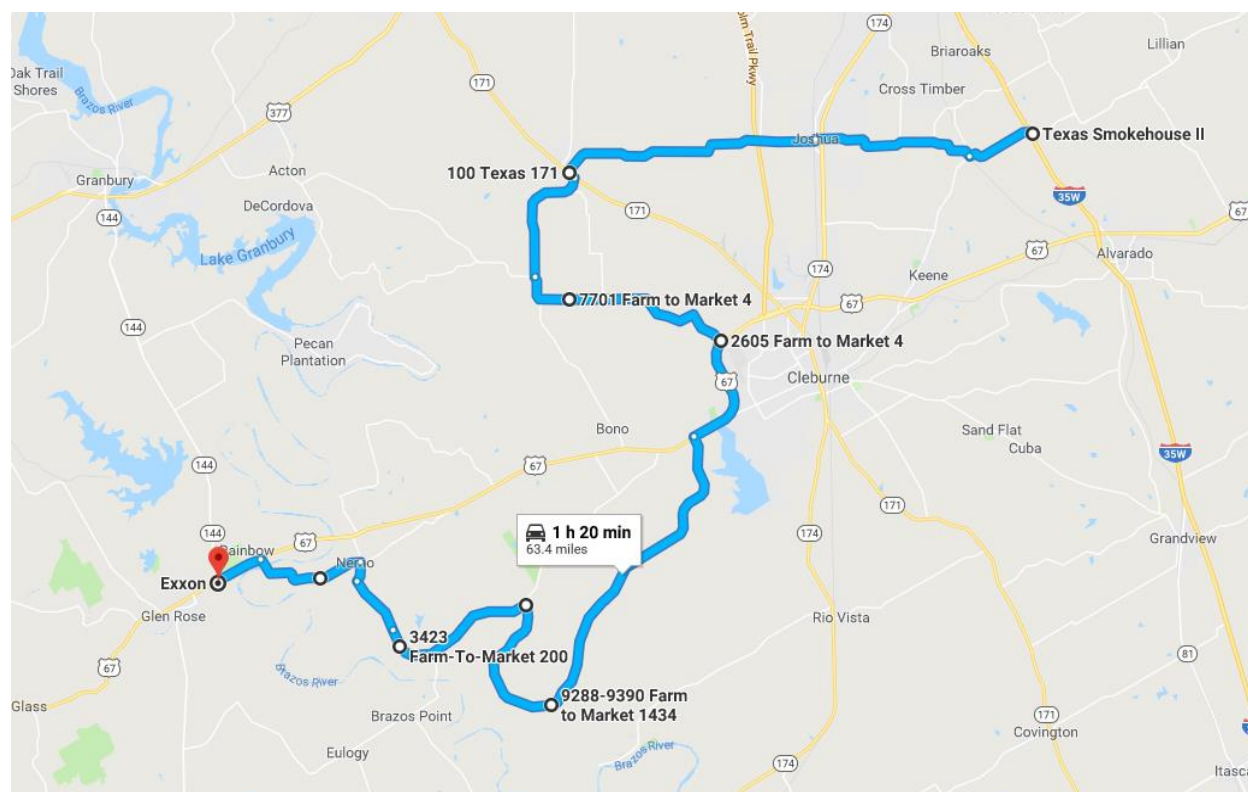 174
Lillian
Briaroaks
Oak Trail
Shores
Brazos River
377
171
olm Trail Pkwy
Cross Timber
Joshua
Texas Smokehouse II
Granbury
Acton
100 Texas 171
144
DeCordova
171
35W
67
Lake Granbury
Alvarado
174
Keene
7701 Farm to Market 4
67
144
Pecan
Plantation
2605 Farm to Market 4
67
Cleburne
Bono
Sand Flat
Cuba
144
67
35W
171
1 h 20 min
63.4 miles
144
67
174
Rainbow
Nemo
Grandview
Exxon
Glen Rose
3423
Farm-To-Market 200
Rio Vista
67
81
Brazos River
9288-9390 Farm
to Market 1434
Glass
Brazos Point
171
Covington
Eulogy
Brazos River
174
Itasca